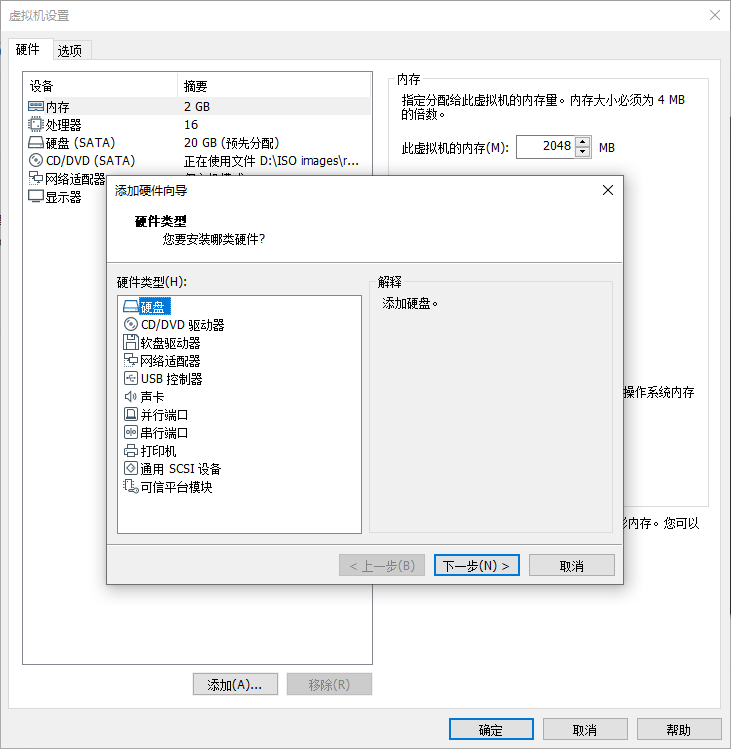 虚拟机设置
硬件 选项
设备 摘要
内存 2 GB
处理器 16
硬盘 (SATA) 20 GB (预先分配)
CD/DVD (SATA) 正在使用文件 D:\ISO images\r...
网络适配器
显示器
内存
指定分配给此虚拟机的内存量。内存大小必须为 4 MB
的倍数。
此虚拟机的内存(M): 2048 MB
操作系统内存
内存。您可以
添加硬件向导
硬件类型
您要安装哪类硬件?
硬件类型(H):
硬盘
CD/DVD 驱动器
软盘驱动器
网络适配器
USB 控制器
声卡
并行端口
串行端口
打印机
通用 SCSI 设备
可信平台模块
解释
添加硬盘。
< 上一步(B) 下一步(N) > 取消
添加(A)... 移除(R)
确定 取消 帮助